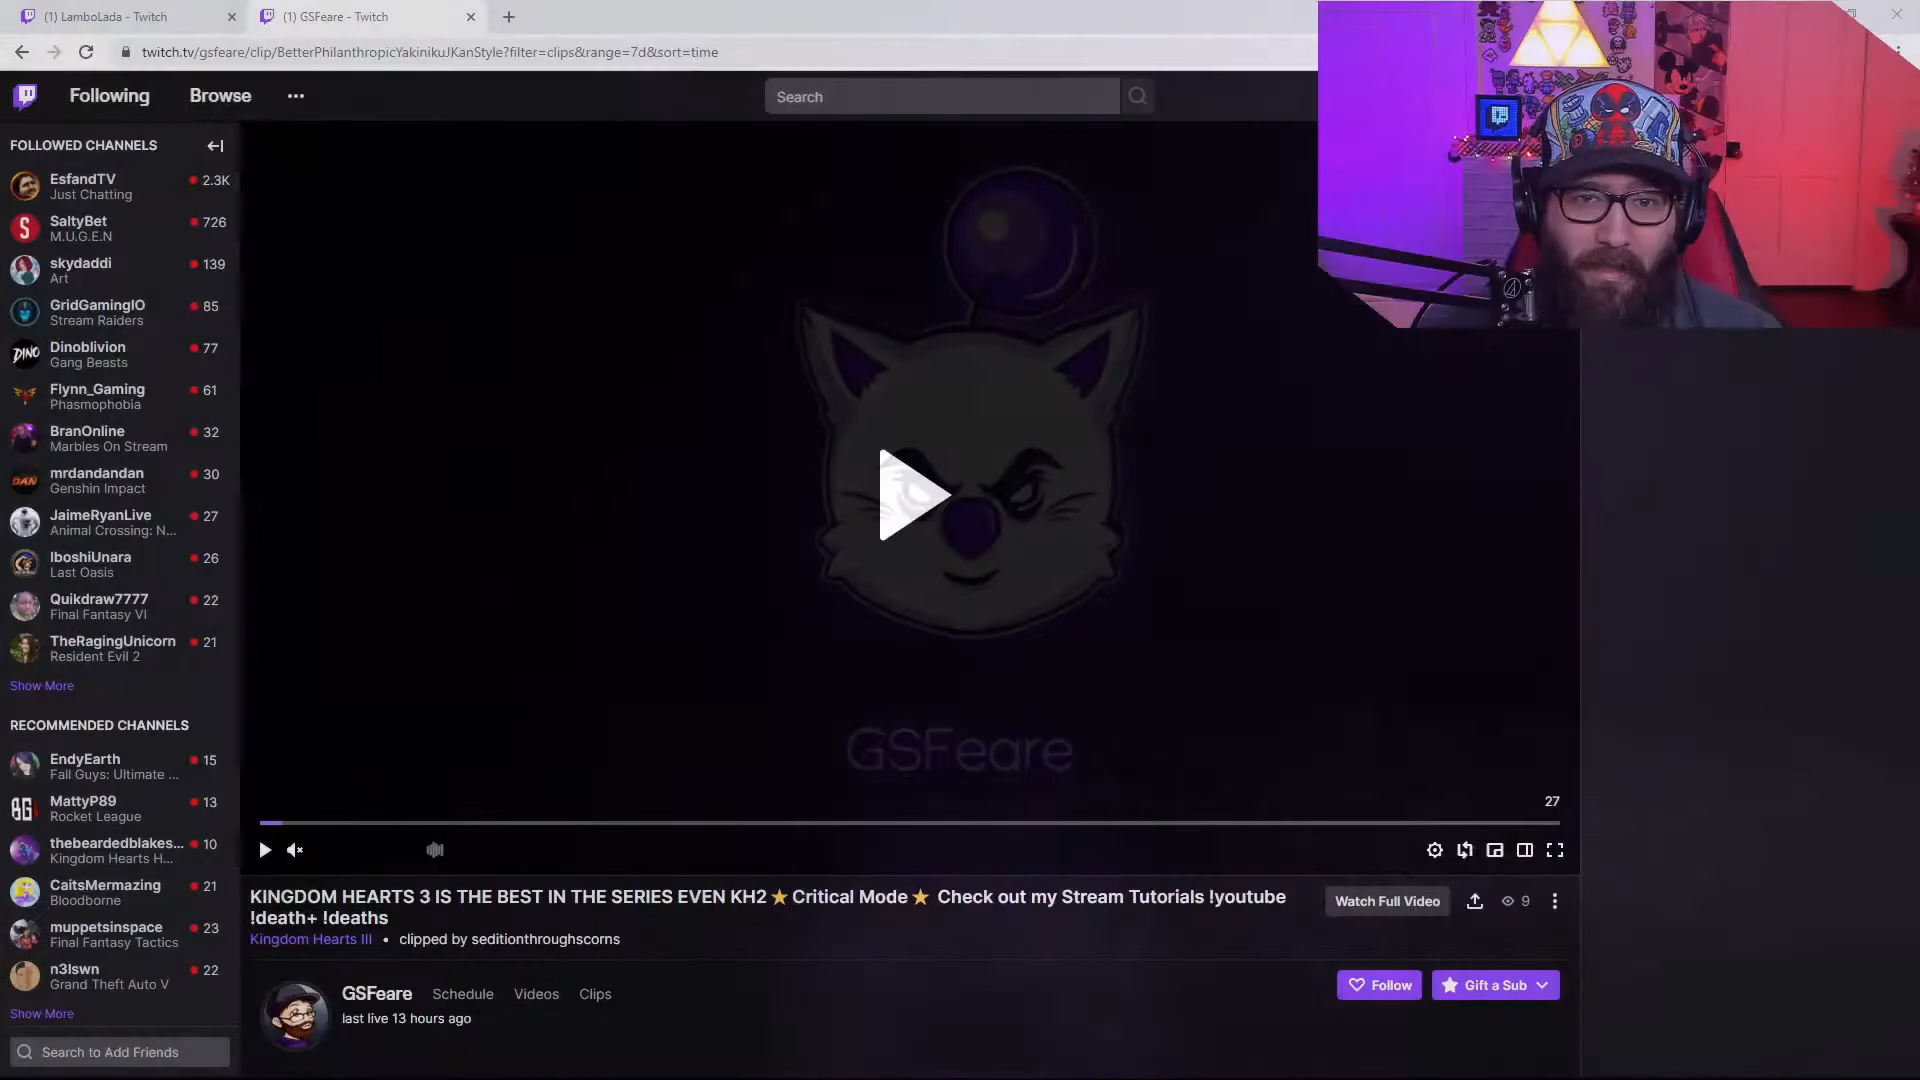 (1) LamboLada - Twitch
(1) GSFeare - Twitch
twitch.tv/gsfeare/clip/BetterPhilanthropicYakinikuJKanStyle?filter=clips&range=7d&sort=time
Following
Browse
Search
FOLLOWED CHANNELS
EsfandTV
2.3K
Just Chatting
SaltyBet
726
M.U.G.E.N
skydaddi
139
Art
GridGamingIO
85
Stream Raiders
Dinoblivion
77
Gang Beasts
Flynn_Gaming
61
Phasmophobia
BranOnline
32
Marbles On Stream
mrdandandan
30
Genshin Impact
JaimeRyanLive
27
Animal Crossing: N...
IboshiUnara
26
Last Oasis
Quikdraw7777
22
Final Fantasy VI
TheRagingUnicorn
21
Resident Evil 2
Show More
RECOMMENDED CHANNELS
EndyEarth
15
Fall Guys: Ultimate ...
MattyP89
13
Rocket League
thebeardedblakes...
10
Kingdom Hearts H...
CaitsMermazing
21
Bloodborne
muppetsinspace
23
Final Fantasy Tactics
n3lswn
22
Grand Theft Auto V
Show More
Search to Add Friends
S
DINO
DAN
GSFeare
27
KINGDOM HEARTS 3 IS THE BEST IN THE SERIES EVEN KH2 ⭐ Critical Mode ⭐ Check out my Stream Tutorials !youtube
!death+ !deaths
Kingdom Hearts III • clipped by seditionthroughscorns
Watch Full Video
9
GSFeare
Schedule
Videos
Clips
last live 13 hours ago
Follow
Gift a Sub